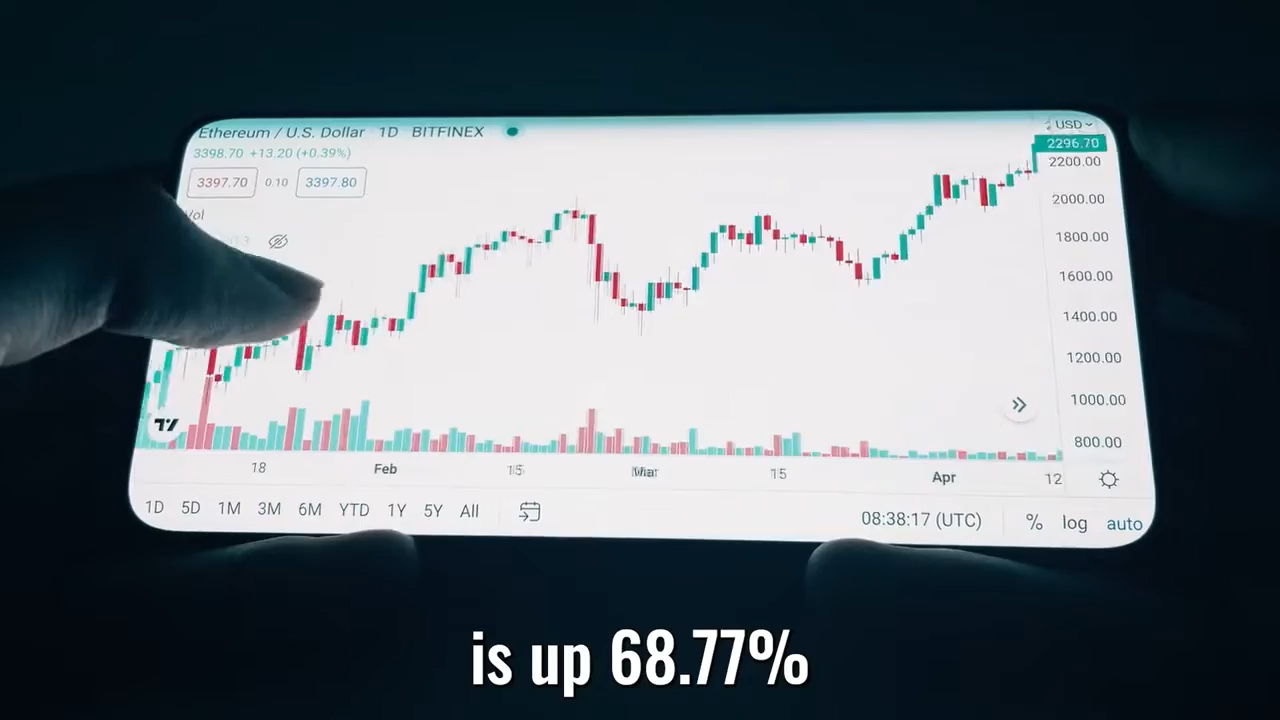 Ethereum / U.S. Dollar 1D BITFINEX
3398.70 +13.20 (+0.39%)
3397.70 0.10 3397.80
Vol
USD
2296.70
2200.00
2000.00
1800.00
1600.00
1400.00
1200.00
1000.00
800.00
18 Feb 15 Mar 15 Apr 12
1D 5D 1M 3M 6M YTD 1Y 5Y All
08:38:17 (UTC) % log auto
is up 68.77%